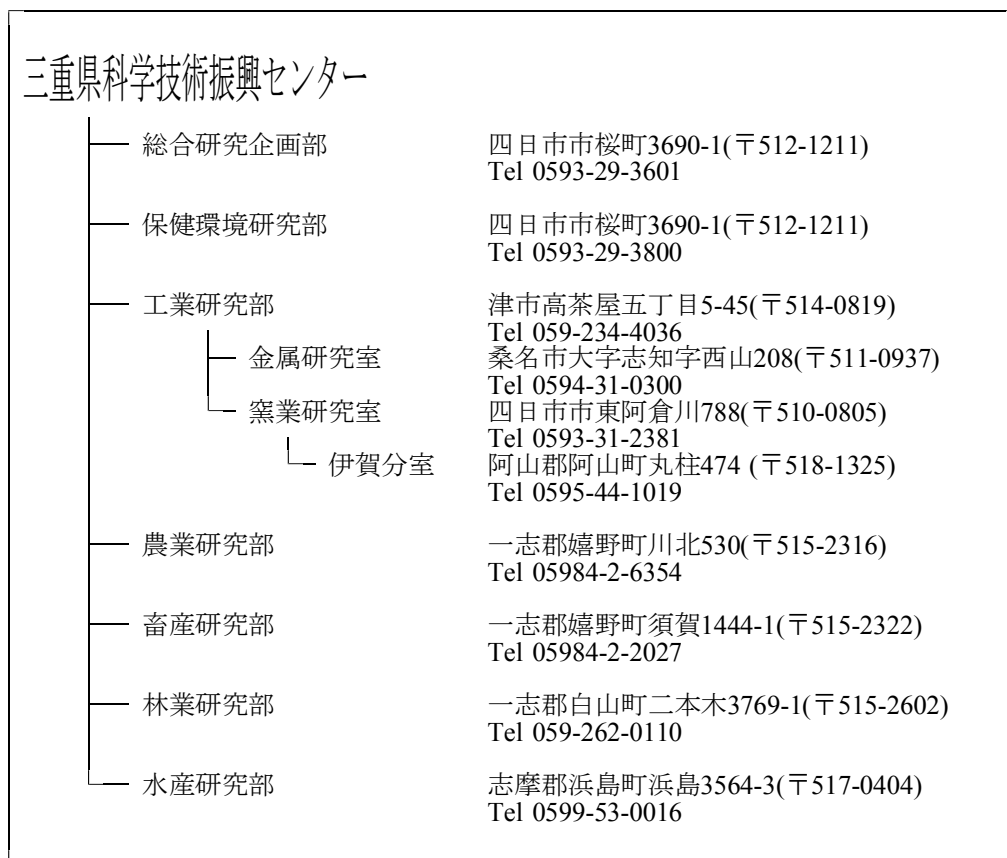 三重県科学技術振興センター
総合研究企画部 四日市市桜町3690-1(〒512-1211)
Tel 0593-29-3601
保健環境研究部 四日市市桜町3690-1(〒512-1211)
Tel 0593-29-3800
工業研究部 津市高茶屋五丁目5-45(〒514-0819)
Tel 059-234-4036
金属研究室 桑名市大字志知字西山208(〒511-0937)
Tel 0594-31-0300
窯業研究室 四日市市東阿倉川788(〒510-0805)
Tel 0593-31-2381
伊賀分室 阿山郡阿山町丸柱474 (〒518-1325)
Tel 0595-44-1019
農業研究部 一志郡嬉野町川北530(〒515-2316)
Tel 05984-2-6354
畜産研究部 一志郡嬉野町須賀1444-1(〒515-2322)
Tel 05984-2-2027
林業研究部 一志郡白山町二本木3769-1(〒515-2602)
Tel 059-262-0110
水産研究部 志摩郡浜島町浜島3564-3(〒517-0404)
Tel 0599-53-0016